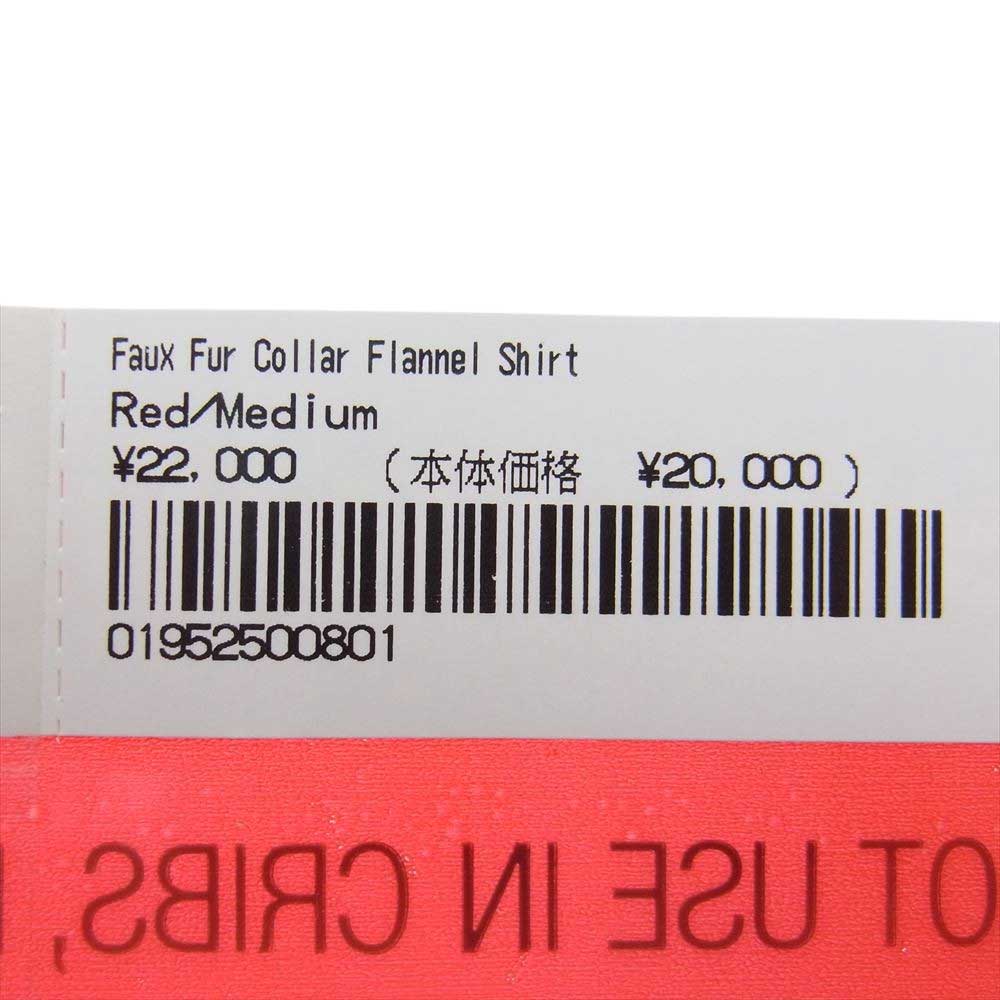 Faux Fur Collar Flannel Shirt
Red/Medium
¥22,000 (本体価格 ¥20,000)
01952500801
OT USE IN CRIBS,